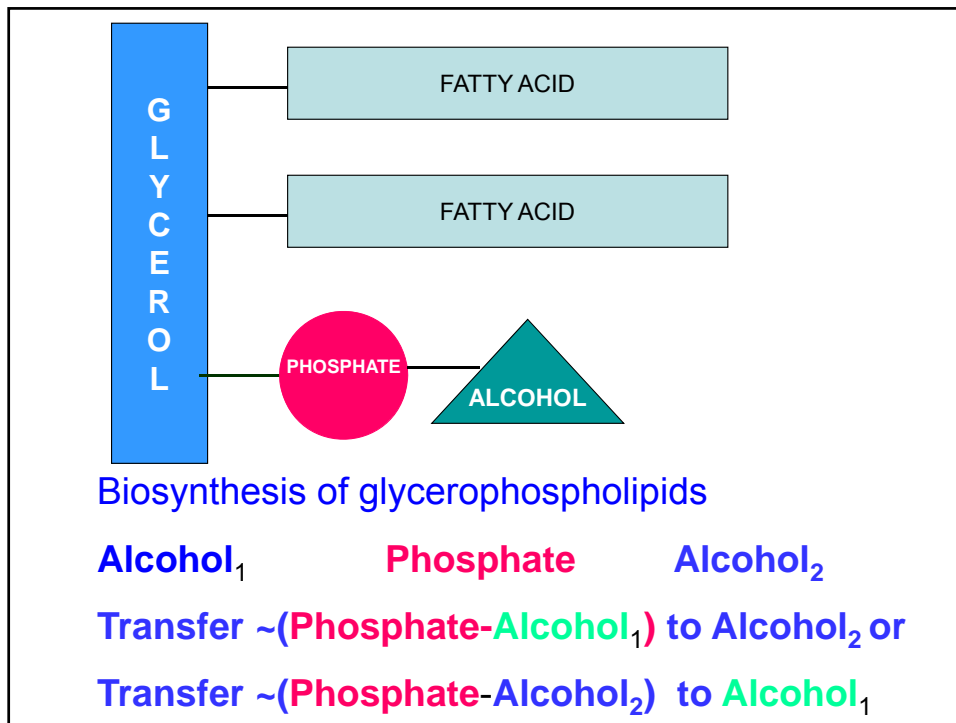 GLYCEROL
FATTY ACID
FATTY ACID
PHOSPHATE
ALCOHOL
Biosynthesis of glycerophospholipids
Alcohol₁ Phosphate Alcohol₂
Transfer ~(Phosphate-Alcohol₁) to Alcohol₂ or
Transfer ~(Phosphate-Alcohol₂) to Alcohol₁